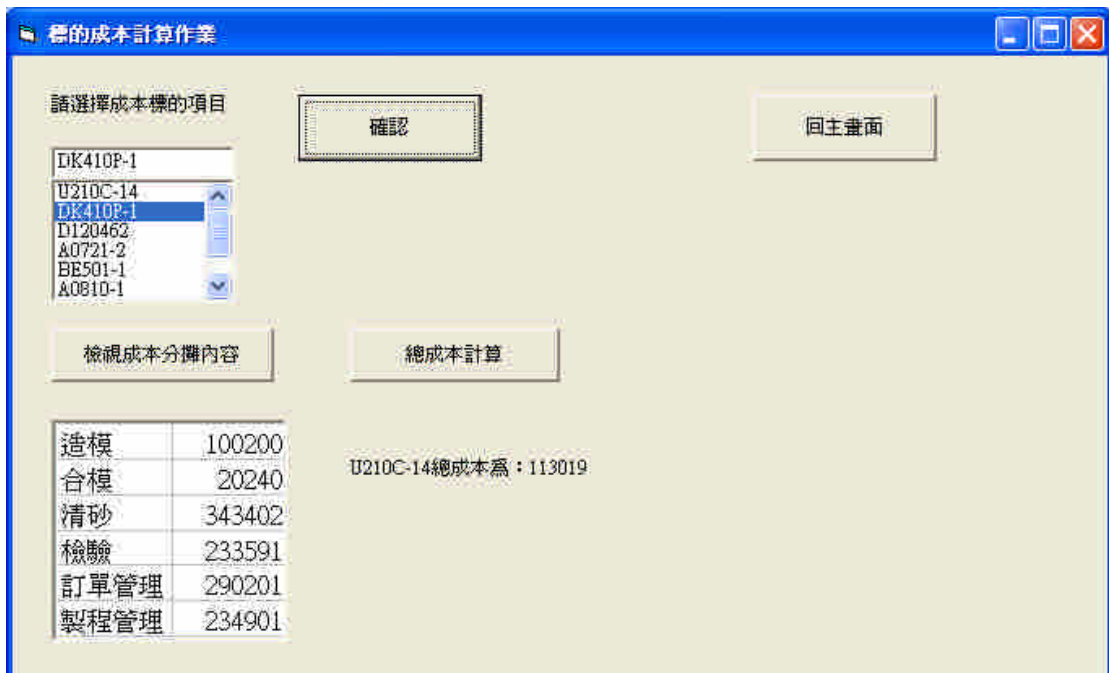 標的成本計算作業
請選擇成本標的項目
確認
回主畫面
DK410P-1
U210C-14
DK410P-1
D120462
A0721-2
BE501-1
A0810-1
檢視成本分攤內容
總成本計算
造模 100200
合模 20240
清砂 343402
檢驗 233591
訂單管理 290201
製程管理 234901
U210C-14總成本為：113019